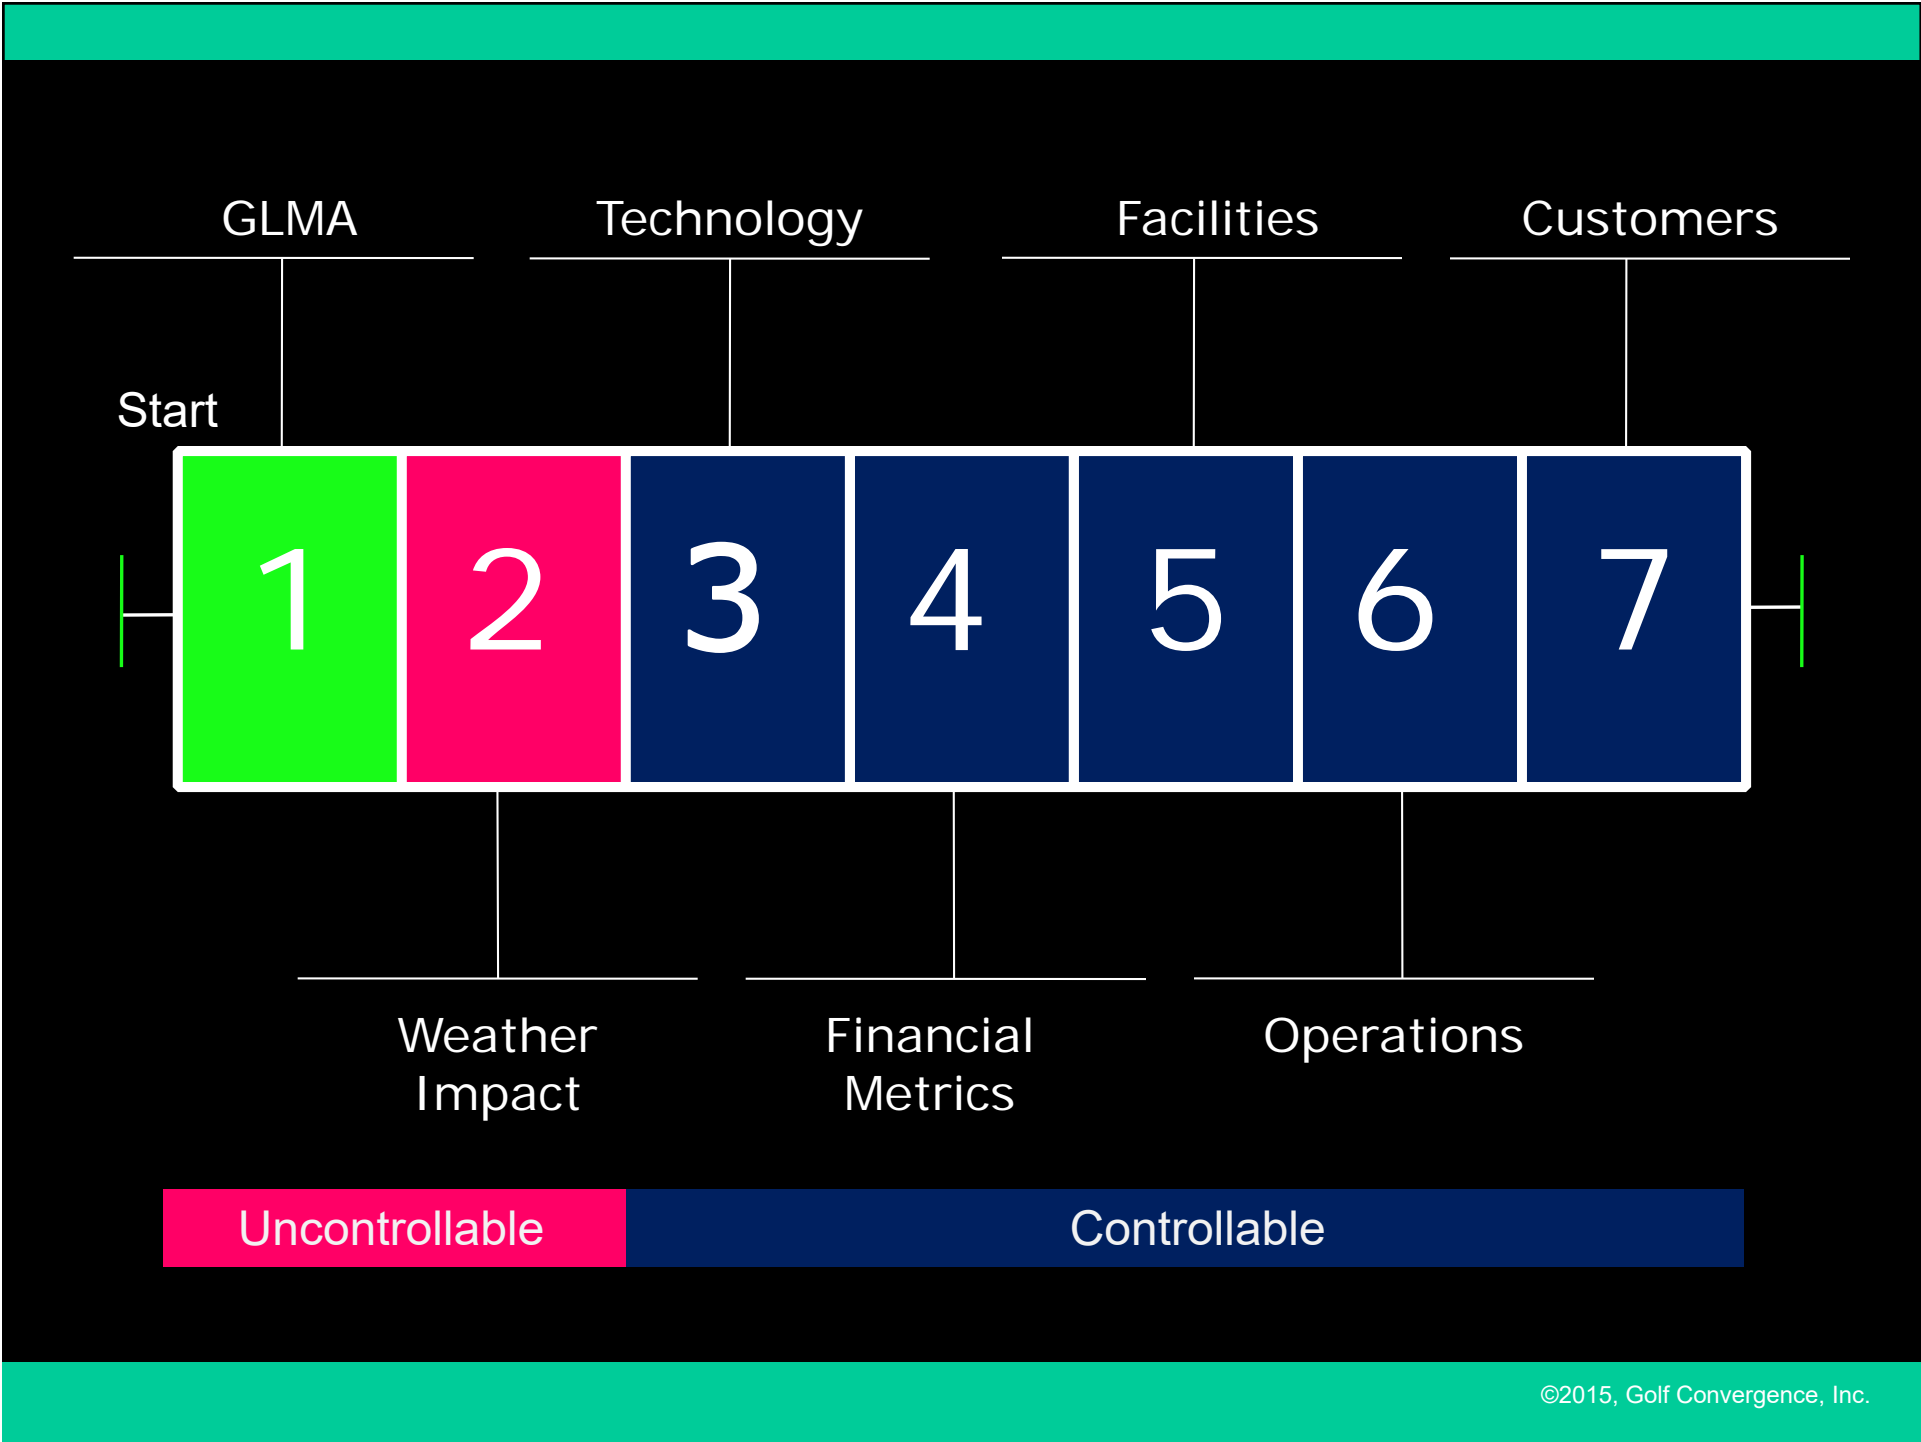 GLMA
Technology
Facilities
Customers
Start
1
2
3
4
5
6
7
Weather
Impact
Financial
Metrics
Operations
Uncontrollable
Controllable
©2015, Golf Convergence, Inc.